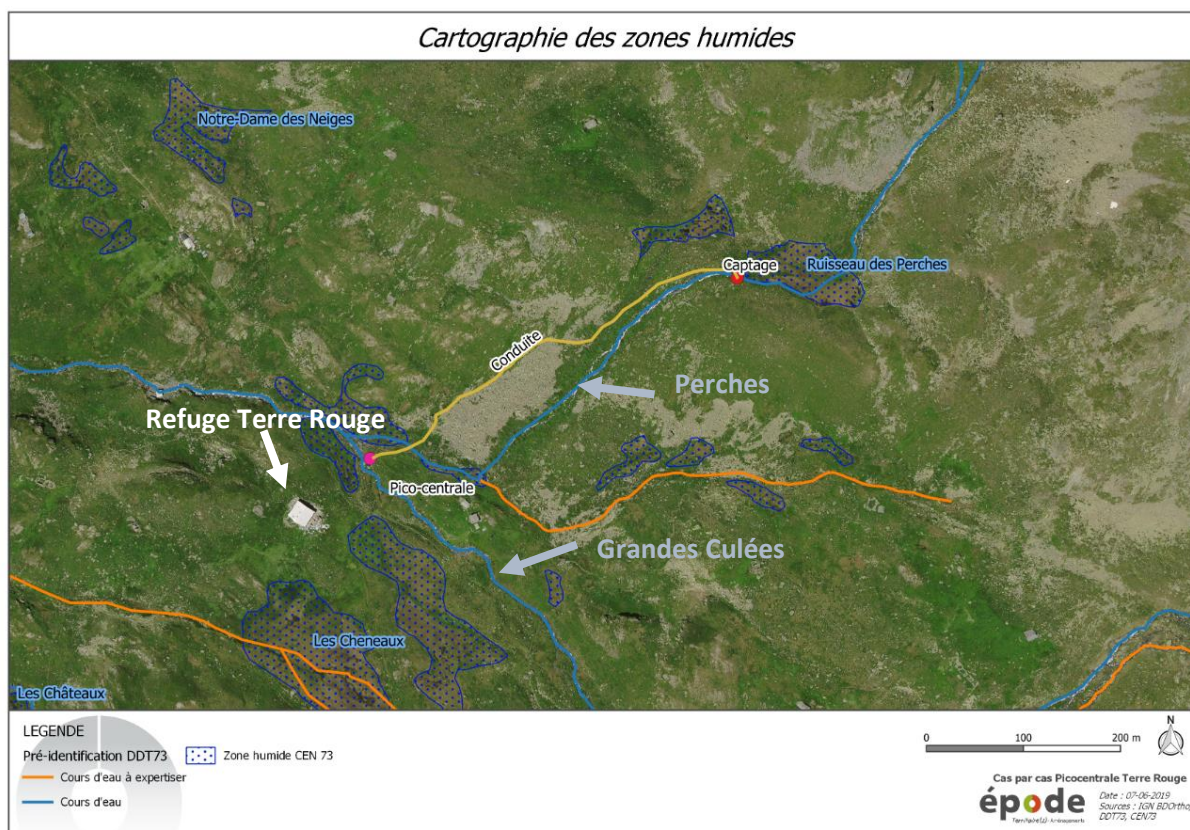 Cartographie des zones humides
Notre-Dame des Neiges
Captage
Ruisseau des Perches
Conduite
Perches
Refuge Terre Rouge
Pico-centrale
Grandes Culées
Les Cheneaux
Les Châteaux
LEGENDE
Pré-identification DDT73
Zone humide CEN 73
Cours d'eau à expertiser
Cours d'eau
0 100 200 m
N
Cas par cas Picocentrale Terre Rouge
épode
Territoire(s) & Aménagements
Date : 07-06-2019
Sources : IGN BDOrtho,
DDT73, CEN73